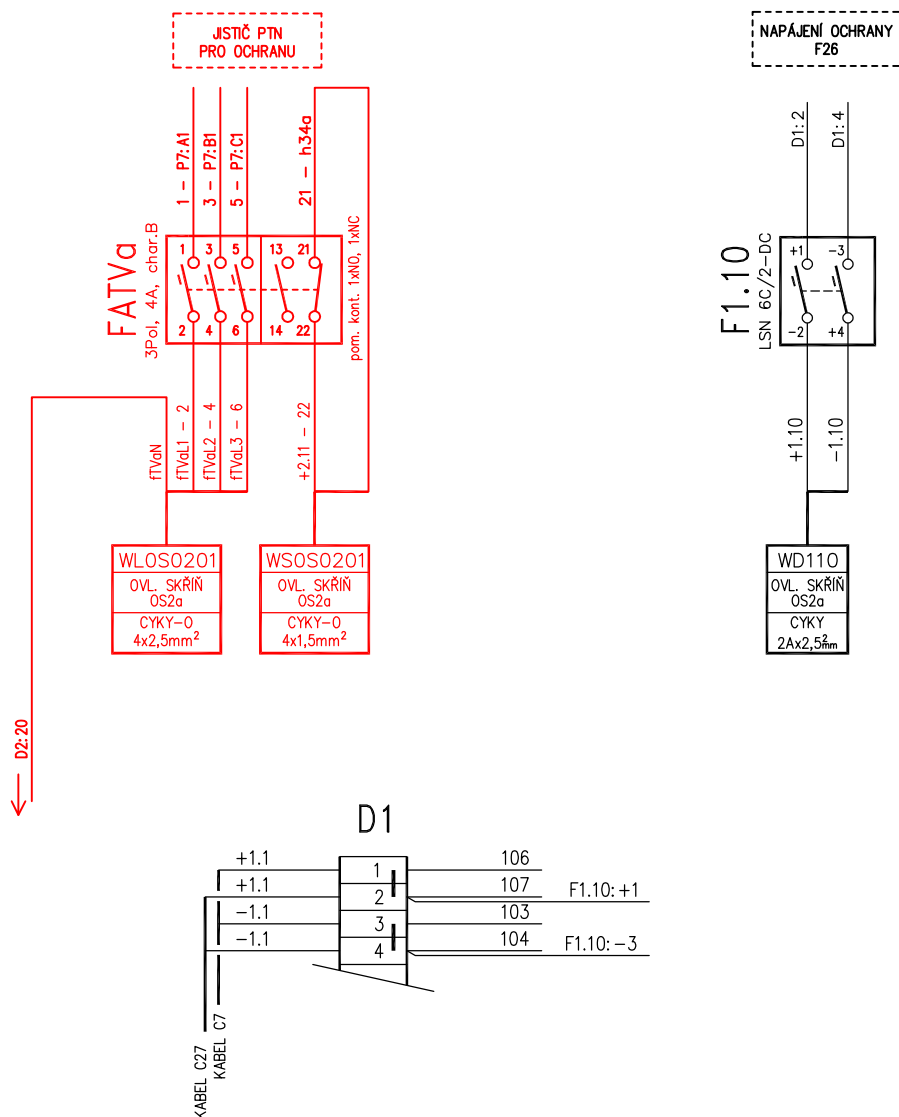 JISTIČ PTN
PRO OCHRANU
NAPÁJENÍ OCHRANY
F26
1 - P7:A1
3 - P7:B1
5 - P7:C1
21 - h34a
D1:2
D1:4
FATVa
3Pol, 4A, char.B
1 3 5 13 21
2 4 6 14 22
pom. kont. 1xNO, 1xNC
F1.10
LSN 6C/2-DC
+1 -3
-2 +4
fTVaN
fTVaL1 - 2
fTVaL2 - 4
fTVaL3 - 6
+2.11 - 22
+1.10
-1.10
WLOS0201
OVL. SKŘÍŇ
OS2a
CYKY-O
4x2,5mm²
WSOS0201
OVL. SKŘÍŇ
OS2a
CYKY-O
4x1,5mm²
WD110
OVL. SKŘÍŇ
OS2a
CYKY
2Ax2,5mm²
D2:20
D1
+1.1 1 106
+1.1 2 107 F1.10:+1
-1.1 3 103
-1.1 4 104 F1.10:-3
KABEL C27
KABEL C7